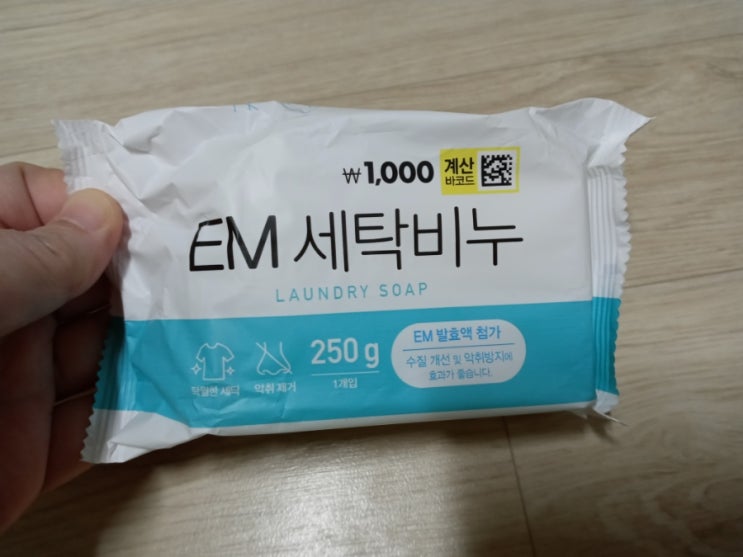 ₩1,000
계산
바코드
EM 세탁비누
LAUNDRY SOAP
악취 제거
250 g
1개입
EM 발효액 첨가
수질 개선 및 악취방지에
효과가 좋습니다.